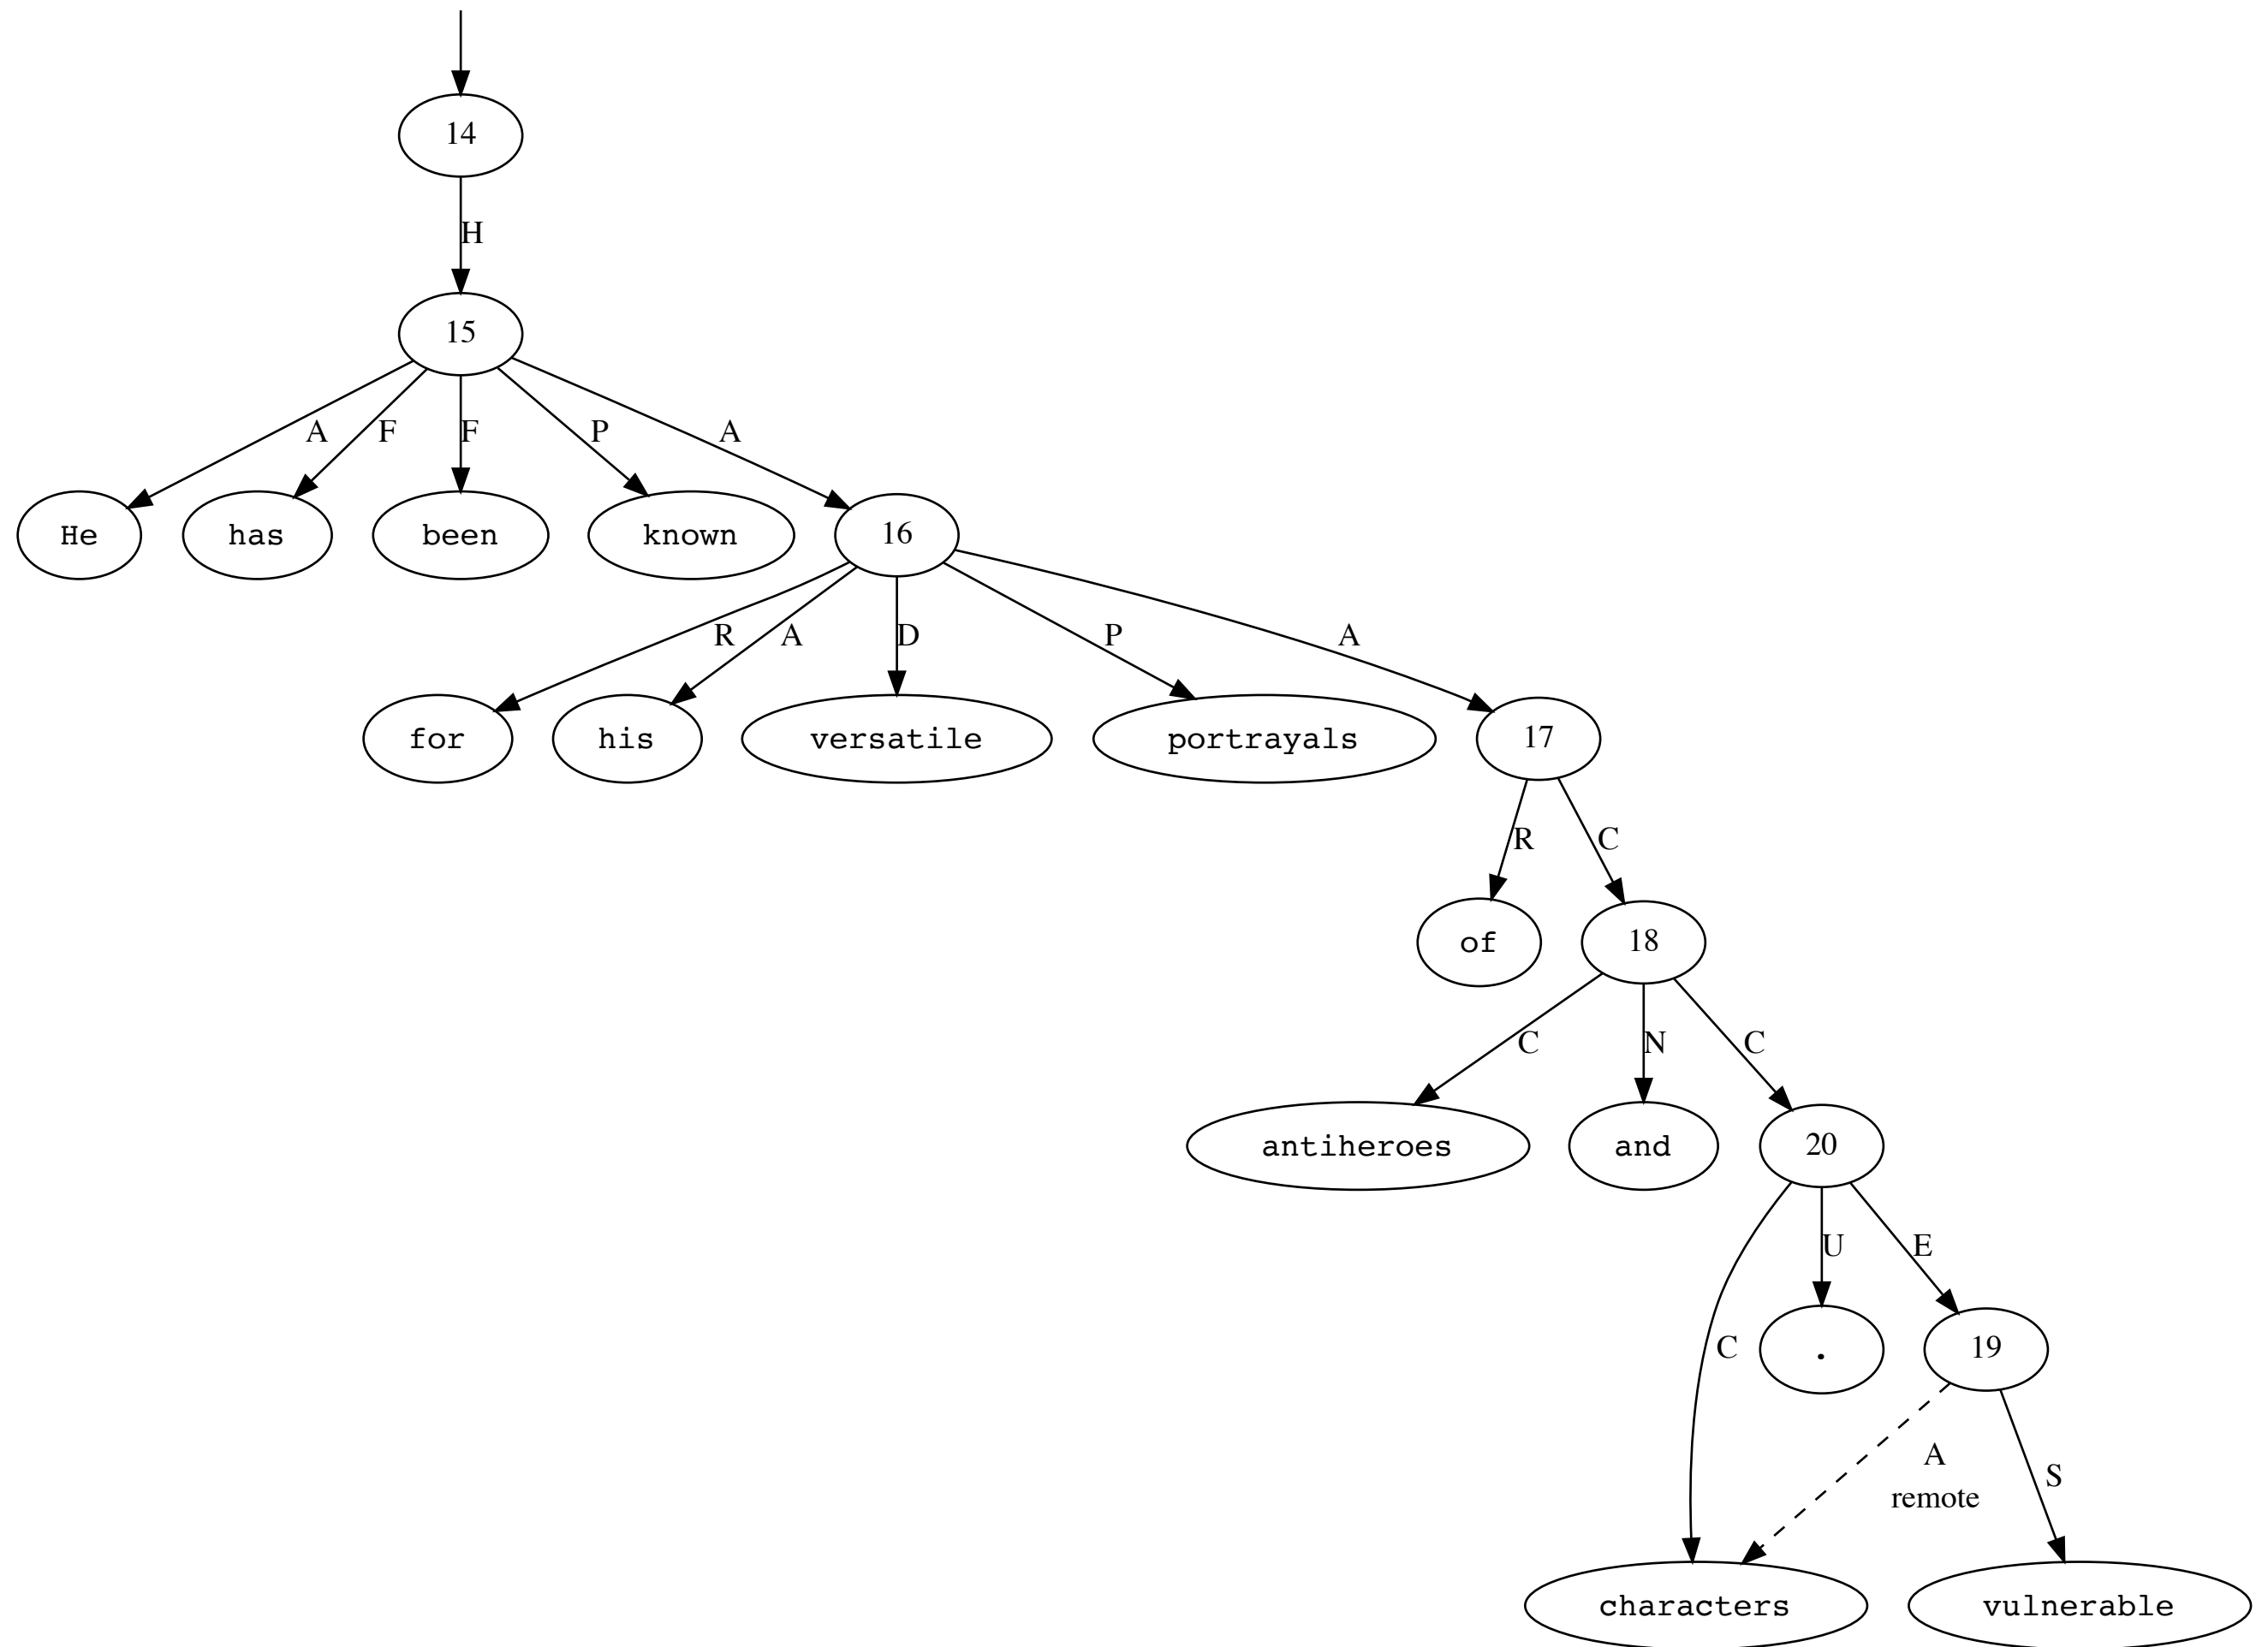 14
H
15
A F F P A
He has been known 16
R A D P A
for his versatile portrayals 17
R C
of 18
C N C
antiheroes and 20
U E
C . 19
A S
remote
characters vulnerable